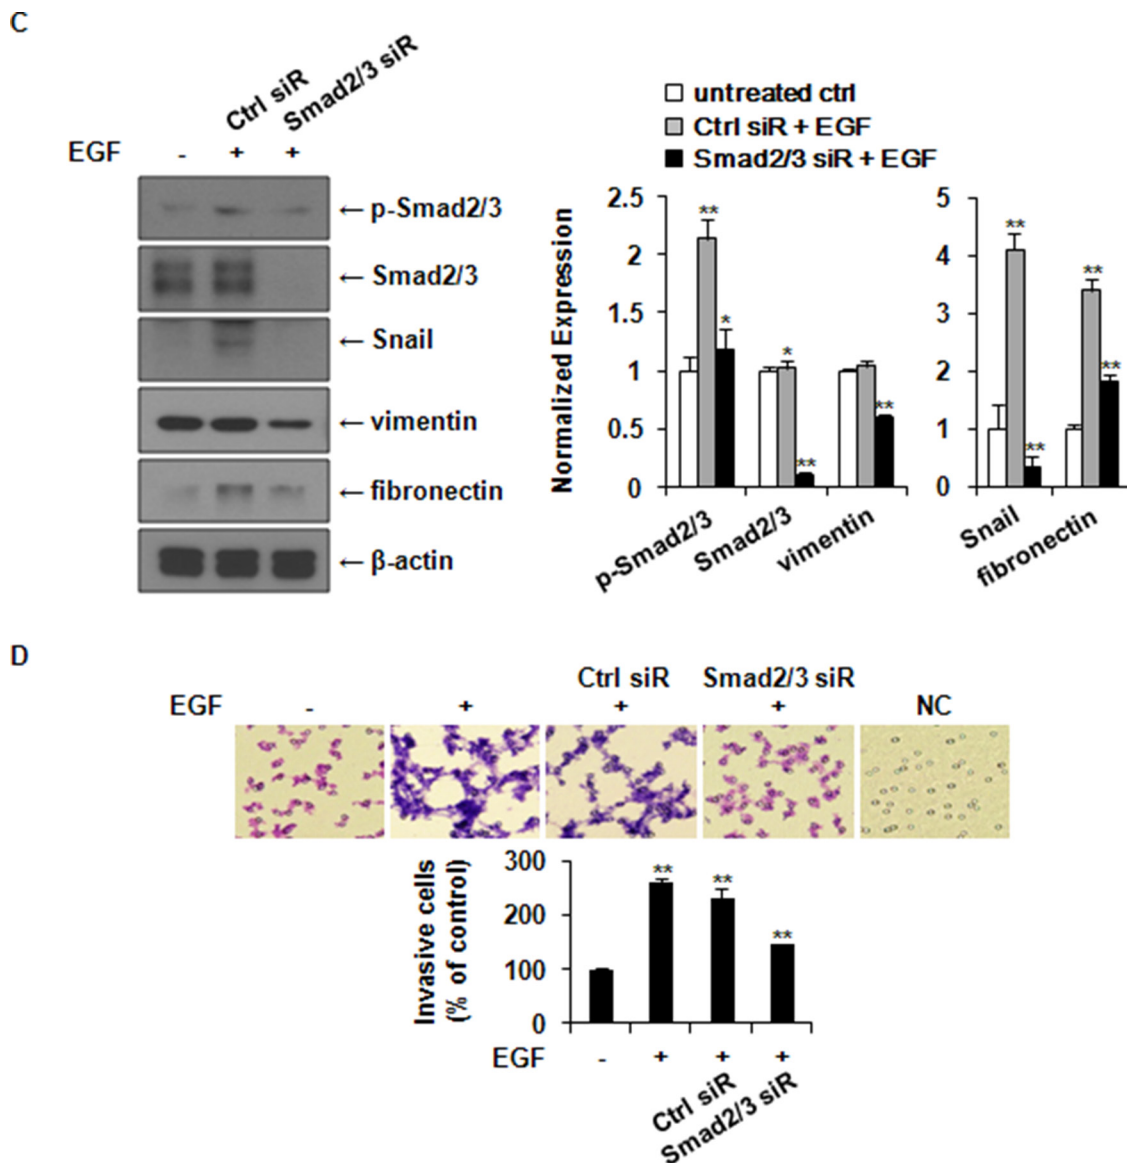 C
Ctrl siR
Smad2/3 siR
EGF - + +
← p-Smad2/3
← Smad2/3
← Snail
← vimentin
← fibronectin
← β-actin
untreated ctrl
Ctrl siR + EGF
Smad2/3 siR + EGF
Normalized Expression
2.5
2
1.5
1
0.5
0
** * * ** **
p-Smad2/3
Smad2/3
vimentin
5
4
3
2
1
0
** ** ** **
Snail
fibronectin
D
Ctrl siR Smad2/3 siR
EGF - + + + NC
Invasive cells
(% of control)
300
200
100
0
** ** **
EGF - + + +
Ctrl siR
Smad2/3 siR